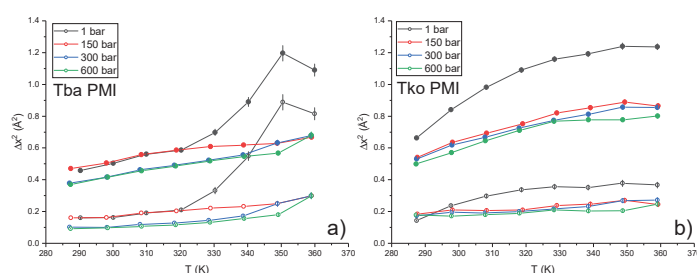 1 bar
150 bar
300 bar
600 bar
Tba PMI
Δx² (Å²)
1.4
1.2
1.0
0.8
0.6
0.4
0.2
0.0
280 290 300 310 320 330 340 350 360 370
T (K)
a)
1 bar
150 bar
300 bar
600 bar
Tko PMI
Δx² (Å²)
1.4
1.2
1.0
0.8
0.6
0.4
0.2
0.0
280 290 300 310 320 330 340 350 360 370
T (K)
b)